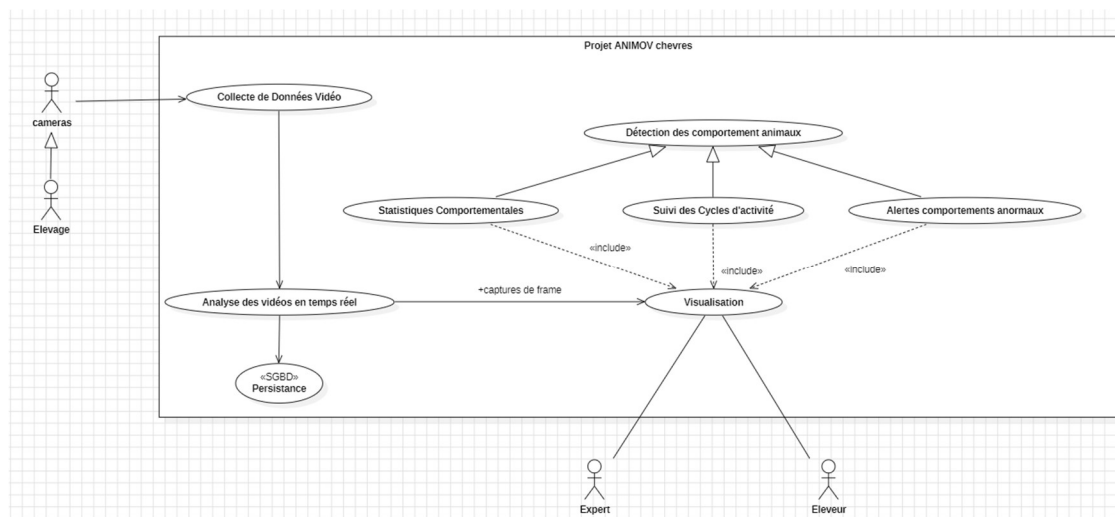 Projet ANIMOV chevres
Collecte de Données Vidéo
cameras
Détection des comportement animaux
Elevage
Statistiques Comportementales
Suivi des Cycles d'activité
Alertes comportements anormaux
«include»
«include»
«include»
+captures de frame
Analyse des vidéos en temps réel
Visualisation
«SGBD»
Persistance
Expert
Eleveur